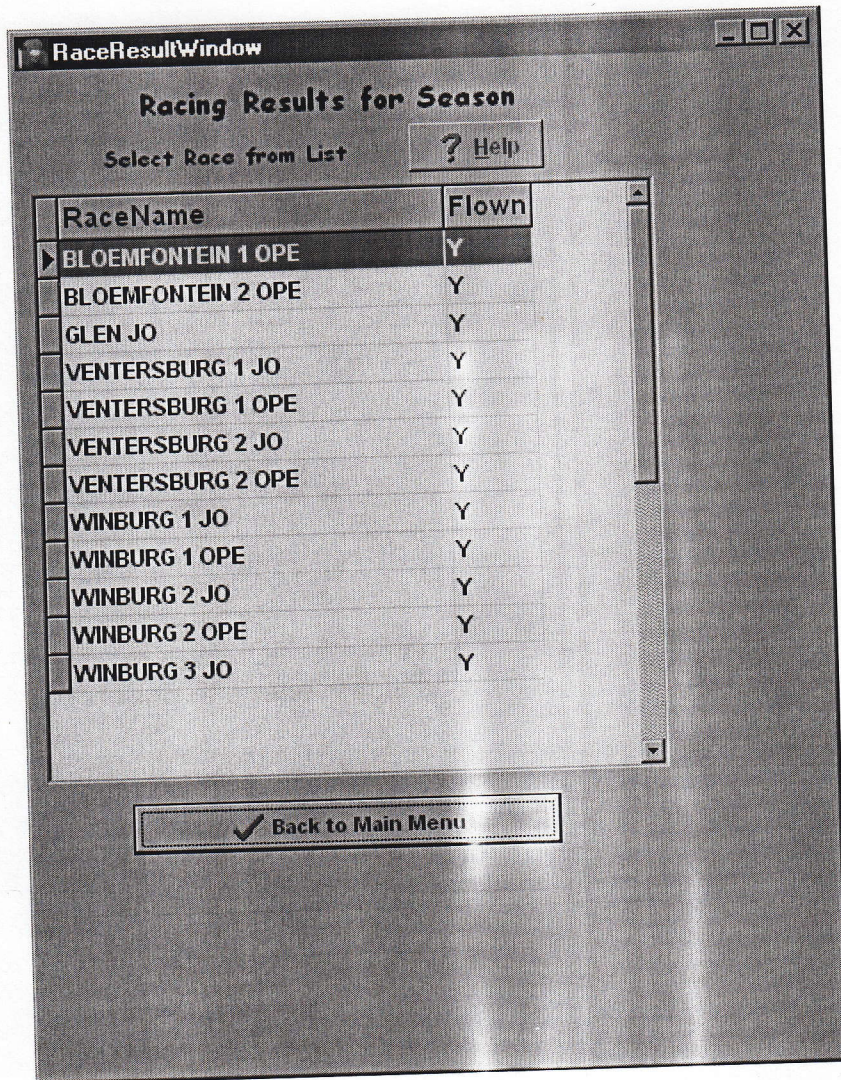 RaceResultWindow
Racing Results for Season
Select Race from List
? Help
RaceName Flown
BLOEMFONTEIN 1 OPE Y
BLOEMFONTEIN 2 OPE Y
GLEN JO Y
VENTERSBURG 1 JO Y
VENTERSBURG 1 OPE Y
VENTERSBURG 2 JO Y
VENTERSBURG 2 OPE Y
WINBURG 1 JO Y
WINBURG 1 OPE Y
WINBURG 2 JO Y
WINBURG 2 OPE Y
WINBURG 3 JO Y
Back to Main Menu